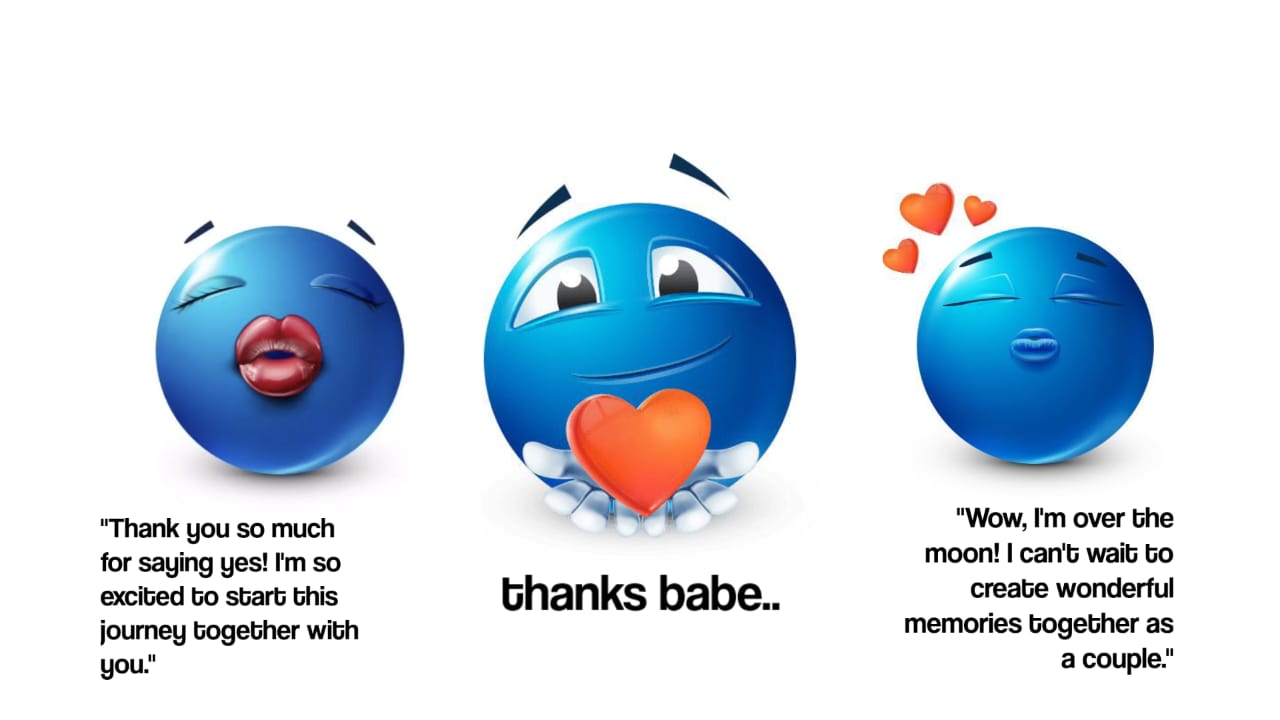 "Thank you so much
for saying yes! I'm so
excited to start this
journey together with
you."
thanks babe..
"Wow, I'm over the
moon! I can't wait to
create wonderful
memories together as
a couple."